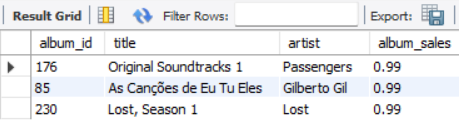 Result Grid Filter Rows: Export:
album_id title artist album_sales
176 Original Soundtracks 1 Passengers 0.99
85 As Canções de Eu Tu Eles Gilberto Gil 0.99
230 Lost, Season 1 Lost 0.99